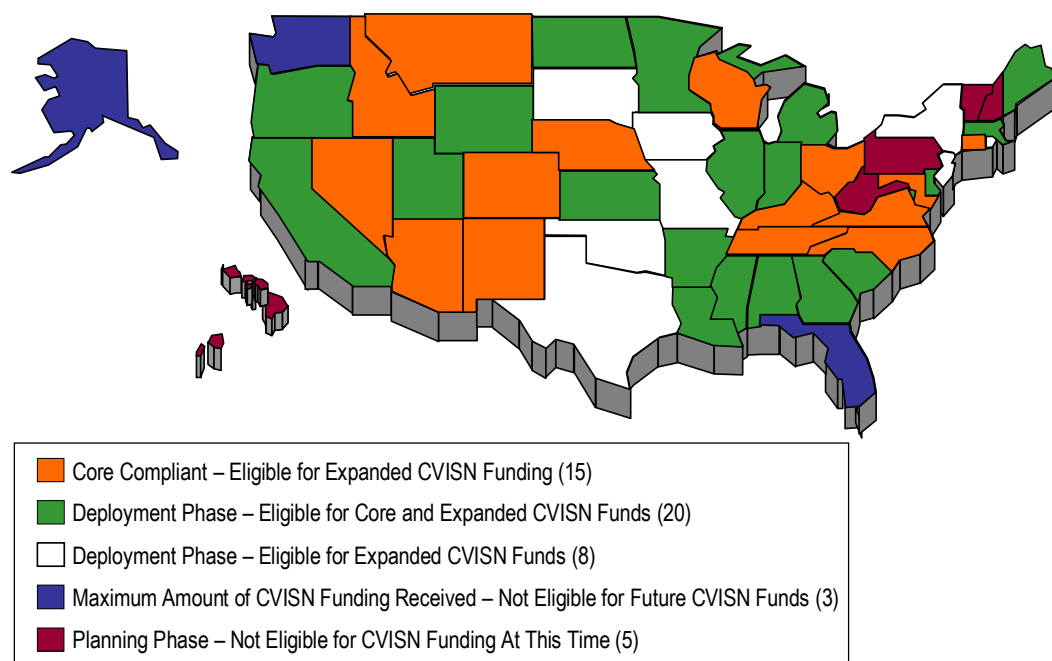 Core Compliant – Eligible for Expanded CVISN Funding (15)
Deployment Phase – Eligible for Core and Expanded CVISN Funds (20)
Deployment Phase – Eligible for Expanded CVISN Funds (8)
Maximum Amount of CVISN Funding Received – Not Eligible for Future CVISN Funds (3)
Planning Phase – Not Eligible for CVISN Funding At This Time (5)